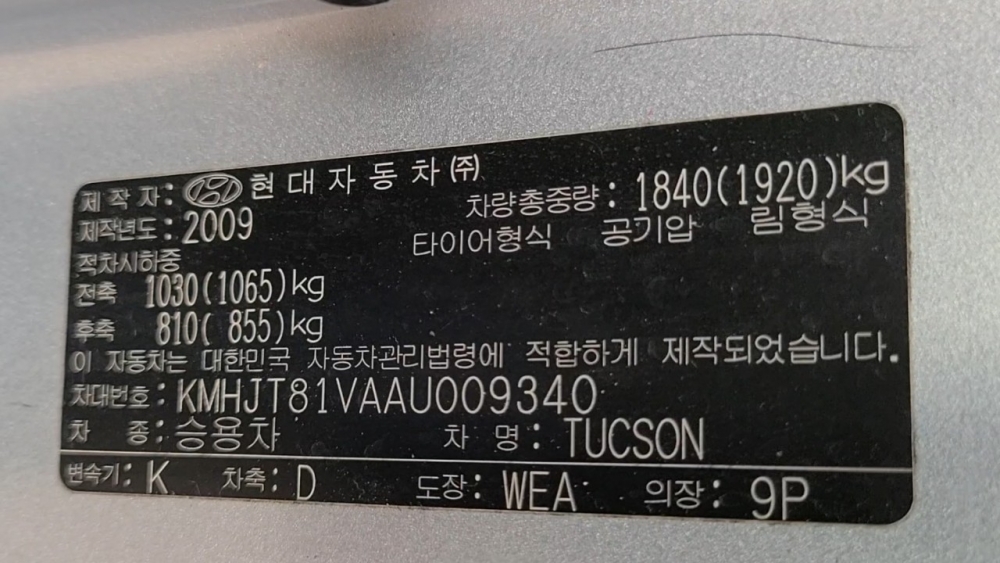 제작자: 현대자동차㈜
제작년도: 2009
차량총중량: 1840(1920)kg
타이어형식 공기압 림형식
적차시하중
전축 1030(1065)kg
후축 810( 855)kg
이 자동차는 대한민국 자동차관리법령에 적합하게 제작되었습니다.
차대번호: KMHJT81VAAU009340
차 종: 승용차 차 명: TUCSON
변속기: K 차축: D 도장: WEA 의장: 9P